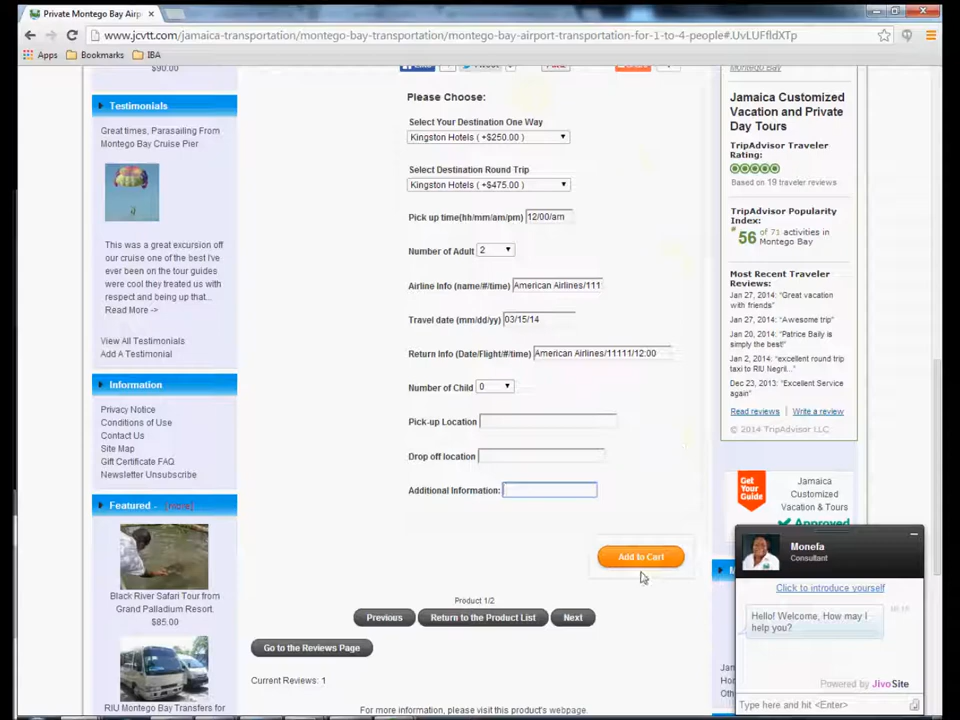 Private Montego Bay Airp
www.jcvtt.com/jamaica-transportation/montego-bay-transportation/montego-bay-airport-transportation-for-1-to-4-people#.UvLUFfldXTp
Apps
Bookmarks
IBA
$90.00
Testimonials
Great times, Parasailing From
Montego Bay Cruise Pier
This was a great excursion off
our cruise one of the best I've
ever been on the tour guides
were cool they treated us with
respect and being up that...
Read More ->
View All Testimonials
Add A Testimonial
Information
Privacy Notice
Conditions of Use
Contact Us
Site Map
Gift Certificate FAQ
Newsletter Unsubscribe
Featured - [more]
Black River Safari Tour from
Grand Palladium Resort.
$85.00
RIU Montego Bay Transfers for
Please Choose:
Select Your Destination One Way
Kingston Hotels ( +$250.00 )
Select Destination Round Trip
Kingston Hotels ( +$475.00 )
Pick up time(hh/mm/am/pm) 12/00/am
Number of Adult 2
Airline Info (name/#/time) American Airlines/111
Travel date (mm/dd/yy) 03/15/14
Return Info (Date/Flight/#/time) American Airlines/11111/12:00
Number of Child 0
Pick-up Location
Drop off location
Additional Information:
Add to Cart
Product 1/2
Previous
Return to the Product List
Next
Go to the Reviews Page
Current Reviews: 1
For more information, please visit this product's webpage.
Montego Bay
Jamaica Customized
Vacation and Private
Day Tours
TripAdvisor Traveler
Rating:
Based on 19 traveler reviews
TripAdvisor Popularity
Index:
# 56 of 71 activities in
Montego Bay
Most Recent Traveler
Reviews:
Jan 27, 2014: "Great vacation
with friends"
Jan 27, 2014: "Awesome trip"
Jan 20, 2014: "Patrice Baily is
simply the best"
Jan 2, 2014: "excellent round trip
taxi to RIU Negril..."
Dec 23, 2013: "Excellent Service
again"
Read reviews
Write a review
© 2014 TripAdvisor LLC
Get Your Guide
Jamaica
Customized
Vacation & Tours
Approved
Monefa
Consultant
Click to introduce yourself
Hello! Welcome, How may I
help you?
Powered by JivoSite
Type here and hit <Enter>